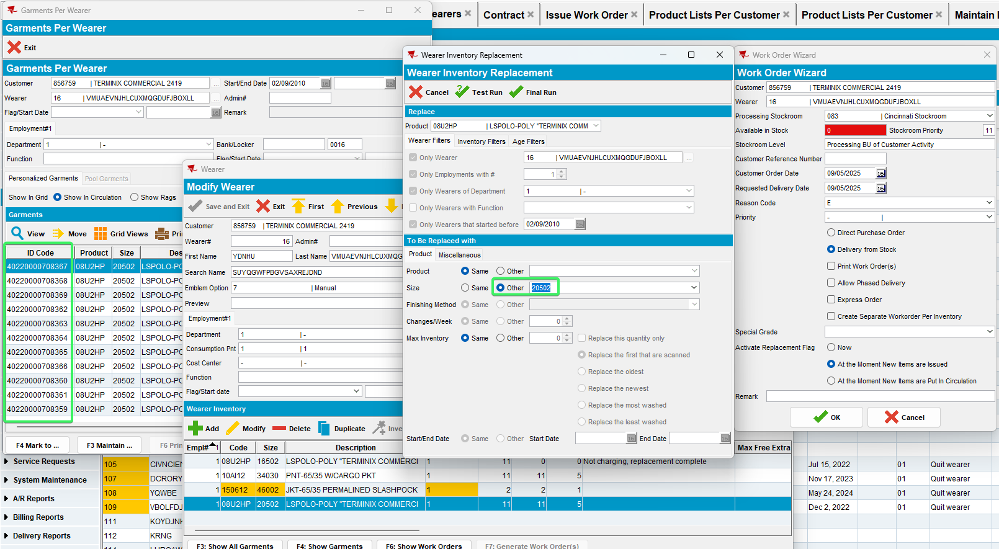 Garments Per Wearer
Garments Per Wearer
Exit
Garments Per Wearer
Customer 856759 | TERMINIX COMMERCIAL 2419 ... Start/End Date 02/09/2010 16 16
Wearer 16 | VMUAEVNJHLCUXMQGDUFJBOXLL ... Admin#
Flag/Start Date 16 Remark
Employment#1
Department 1 | - Bank/Locker 0016
Function Flag/Start Date
Personalized Garments Pool Garments
Show In Grid Show In Circulation Show Rags
Garments
View Move Grid Views Pri
ID Code Product Size Des
40220000708367 08U2HP 20502 LSPOLO-PO
40220000708368 08U2HP 20502 LSPOLO-PO
40220000708369 08U2HP 20502 LSPOLO-PO
40220000708362 08U2HP 20502 LSPOLO-PO
40220000708363 08U2HP 20502 LSPOLO-PO
40220000708364 08U2HP 20502 LSPOLO-PO
40220000708365 08U2HP 20502 LSPOLO-PO
40220000708366 08U2HP 20502 LSPOLO-PO
40220000708360 08U2HP 20502 LSPOLO-PO
40220000708361 08U2HP 20502 LSPOLO-PO
40220000708359 08U2HP 20502 LSPOLO-PO
F4 Mark to ... F3 Maintain ... F6 Prin
Service Requests
System Maintenance
A/R Reports
Billing Reports
Delivery Reports
105 CIVNCIEN
107 DCRORY
108 YQWBE
109 VBOLFDJ
111 KOYDJNK
112 KRNG
Wearer
Modify Wearer
Save and Exit Exit First Previous
Customer 856759 | TERMINIX COMMERCIAL 2419
Wearer# 16 Admin#
First Name YDNHU Last Name VMUAEVNJHLCUXMQG
Search Name SUYQGWFPBGVSAXREJDND
Emblem Option 7 | Manual
Preview
Employment#1
Department 1 | -
Consumption Pnt 1 | 1
Cost Center - | -
Function
Flag/Start date
Wearer Inventory
Add Modify Delete Duplicate Inve
Empl# 1 Code Size Description Max Free Extra
1 08U2HP 16502 LSPOLO-POLY "TERMINIX COMMERCI 1 11 0 0 Not charging, replacement complete
1 10AI12 34030 PNT-65/35 W/CARGO PKT 1 11 11 5
1 150612 46002 JKT-65/35 PERMALINED SLASHPOCK 1 2 2 1
1 08U2HP 20502 LSPOLO-POLY "TERMINIX COMMERCI 1 11 11 5
F3: Show All Garments F4: Show Garments F6: Show Work Orders F7: Generate Work Order(s)
earers Contract Issue Work Order Product Lists Per Customer Product Lists Per Customer Maintain
Wearer Inventory Replacement
Wearer Inventory Replacement
Cancel Test Run Final Run
Replace
Product 08U2HP | LSPOLO-POLY "TERMINIX COMM
Wearer Filters Inventory Filters Age Filters
Only Wearer 16 | VMUAEVNJHLCUXMQGDUFJBOXLL ...
Only Employments with # 1
Only Wearers of Department 1 | -
Only Wearers with Function
Only Wearers that started before 02/09/2010 16
To Be Replaced with
Product Miscellaneous
Product Same Other
Size Same Other 20502
Finishing Method Same Other
Changes/Week Same Other 0
Max Inventory Same Other 0 Replace this quantity only
Replace the first that are scanned
Replace the oldest
Replace the newest
Replace the most washed
Replace the least washed
Start/End Date Same Other Start Date 16 End Date 16
Work Order Wizard
Work Order Wizard
Customer 856759 | TERMINIX COMMERCIAL 2419
Wearer 16 | VMUAEVNJHLCUXMQGDUFJBOXLL
Processing Stockroom 083 | Cincinnati Stockroom
Available in Stock 0 Stockroom Priority 11
Stockroom Level Processing BU of Customer Activity
Customer Reference Number
Customer Order Date 09/05/2025 16
Requested Delivery Date 09/05/2025 16
Reason Code E
Priority - |
Direct Purchase Order
Delivery from Stock
Print Work Order(s)
Allow Phased Delivery
Express Order
Create Separate Workorder Per Inventory
Special Grade
Activate Replacement Flag Now
At the Moment New Items are Issued
At the Moment New Items are Put In Circulation
Remark
OK Cancel
Jul 15, 2022 01 Quit wearer
Nov 17, 2023 01 Quit wearer
May 24, 2024 01 Quit wearer
Dec 2, 2022 01 Quit wearer